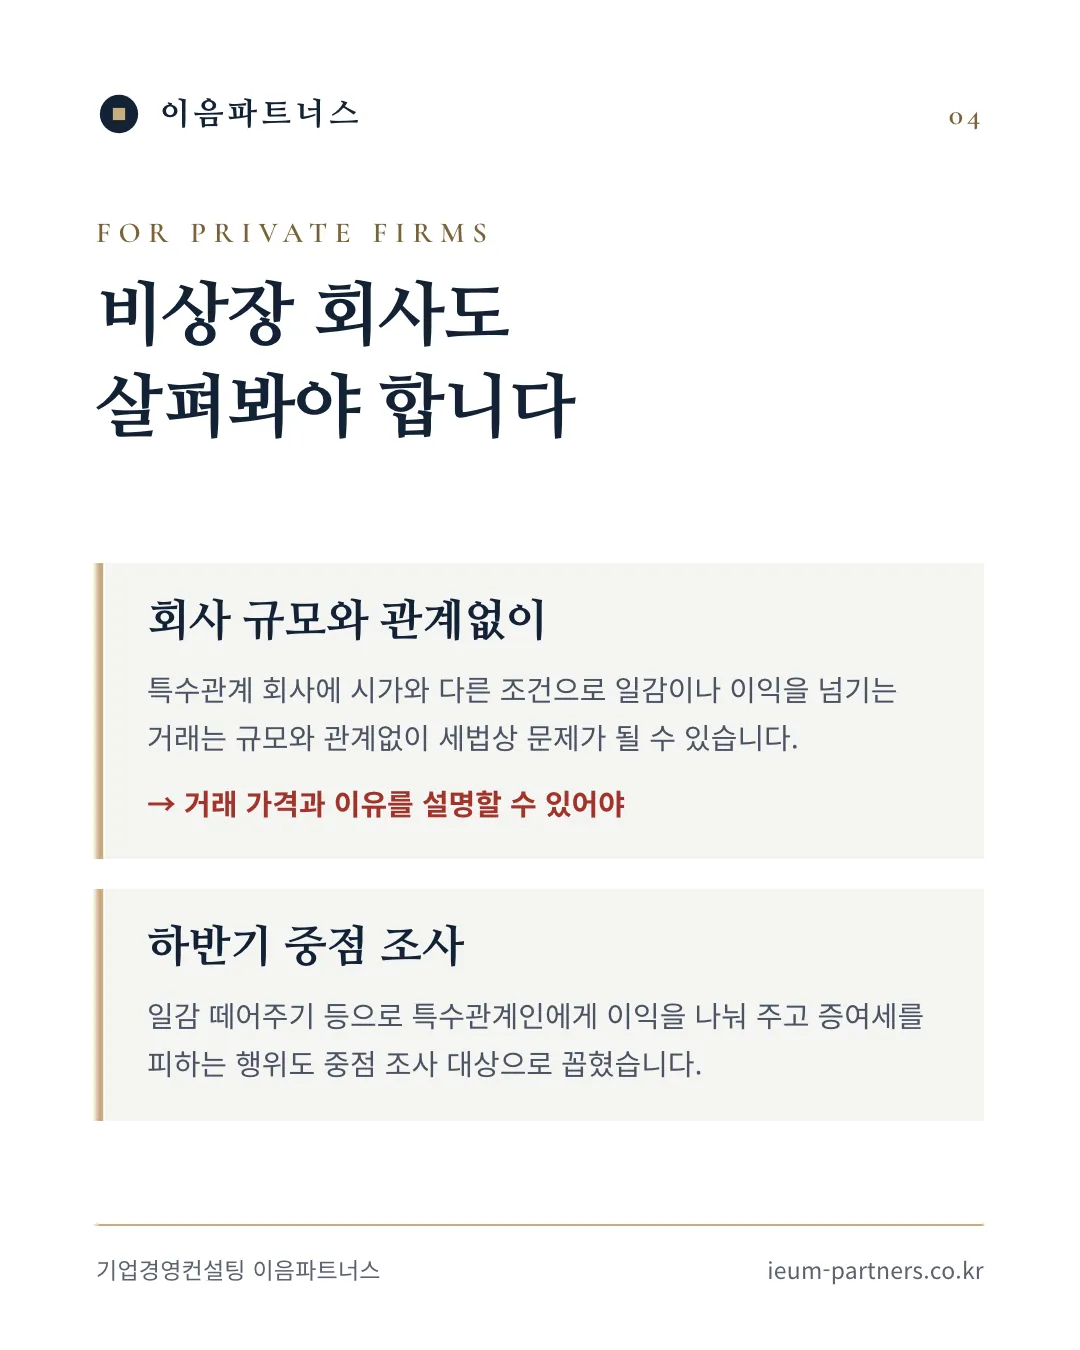 이음파트너스
04
FOR PRIVATE FIRMS
비상장 회사도
살펴봐야 합니다
회사 규모와 관계없이
특수관계 회사에 시가와 다른 조건으로 일감이나 이익을 넘기는
거래는 규모와 관계없이 세법상 문제가 될 수 있습니다.
→ 거래 가격과 이유를 설명할 수 있어야
하반기 중점 조사
일감 떼어주기 등으로 특수관계인에게 이익을 나눠 주고 증여세를
피하는 행위도 중점 조사 대상으로 꼽혔습니다.
기업경영컨설팅 이음파트너스
ieum-partners.co.kr